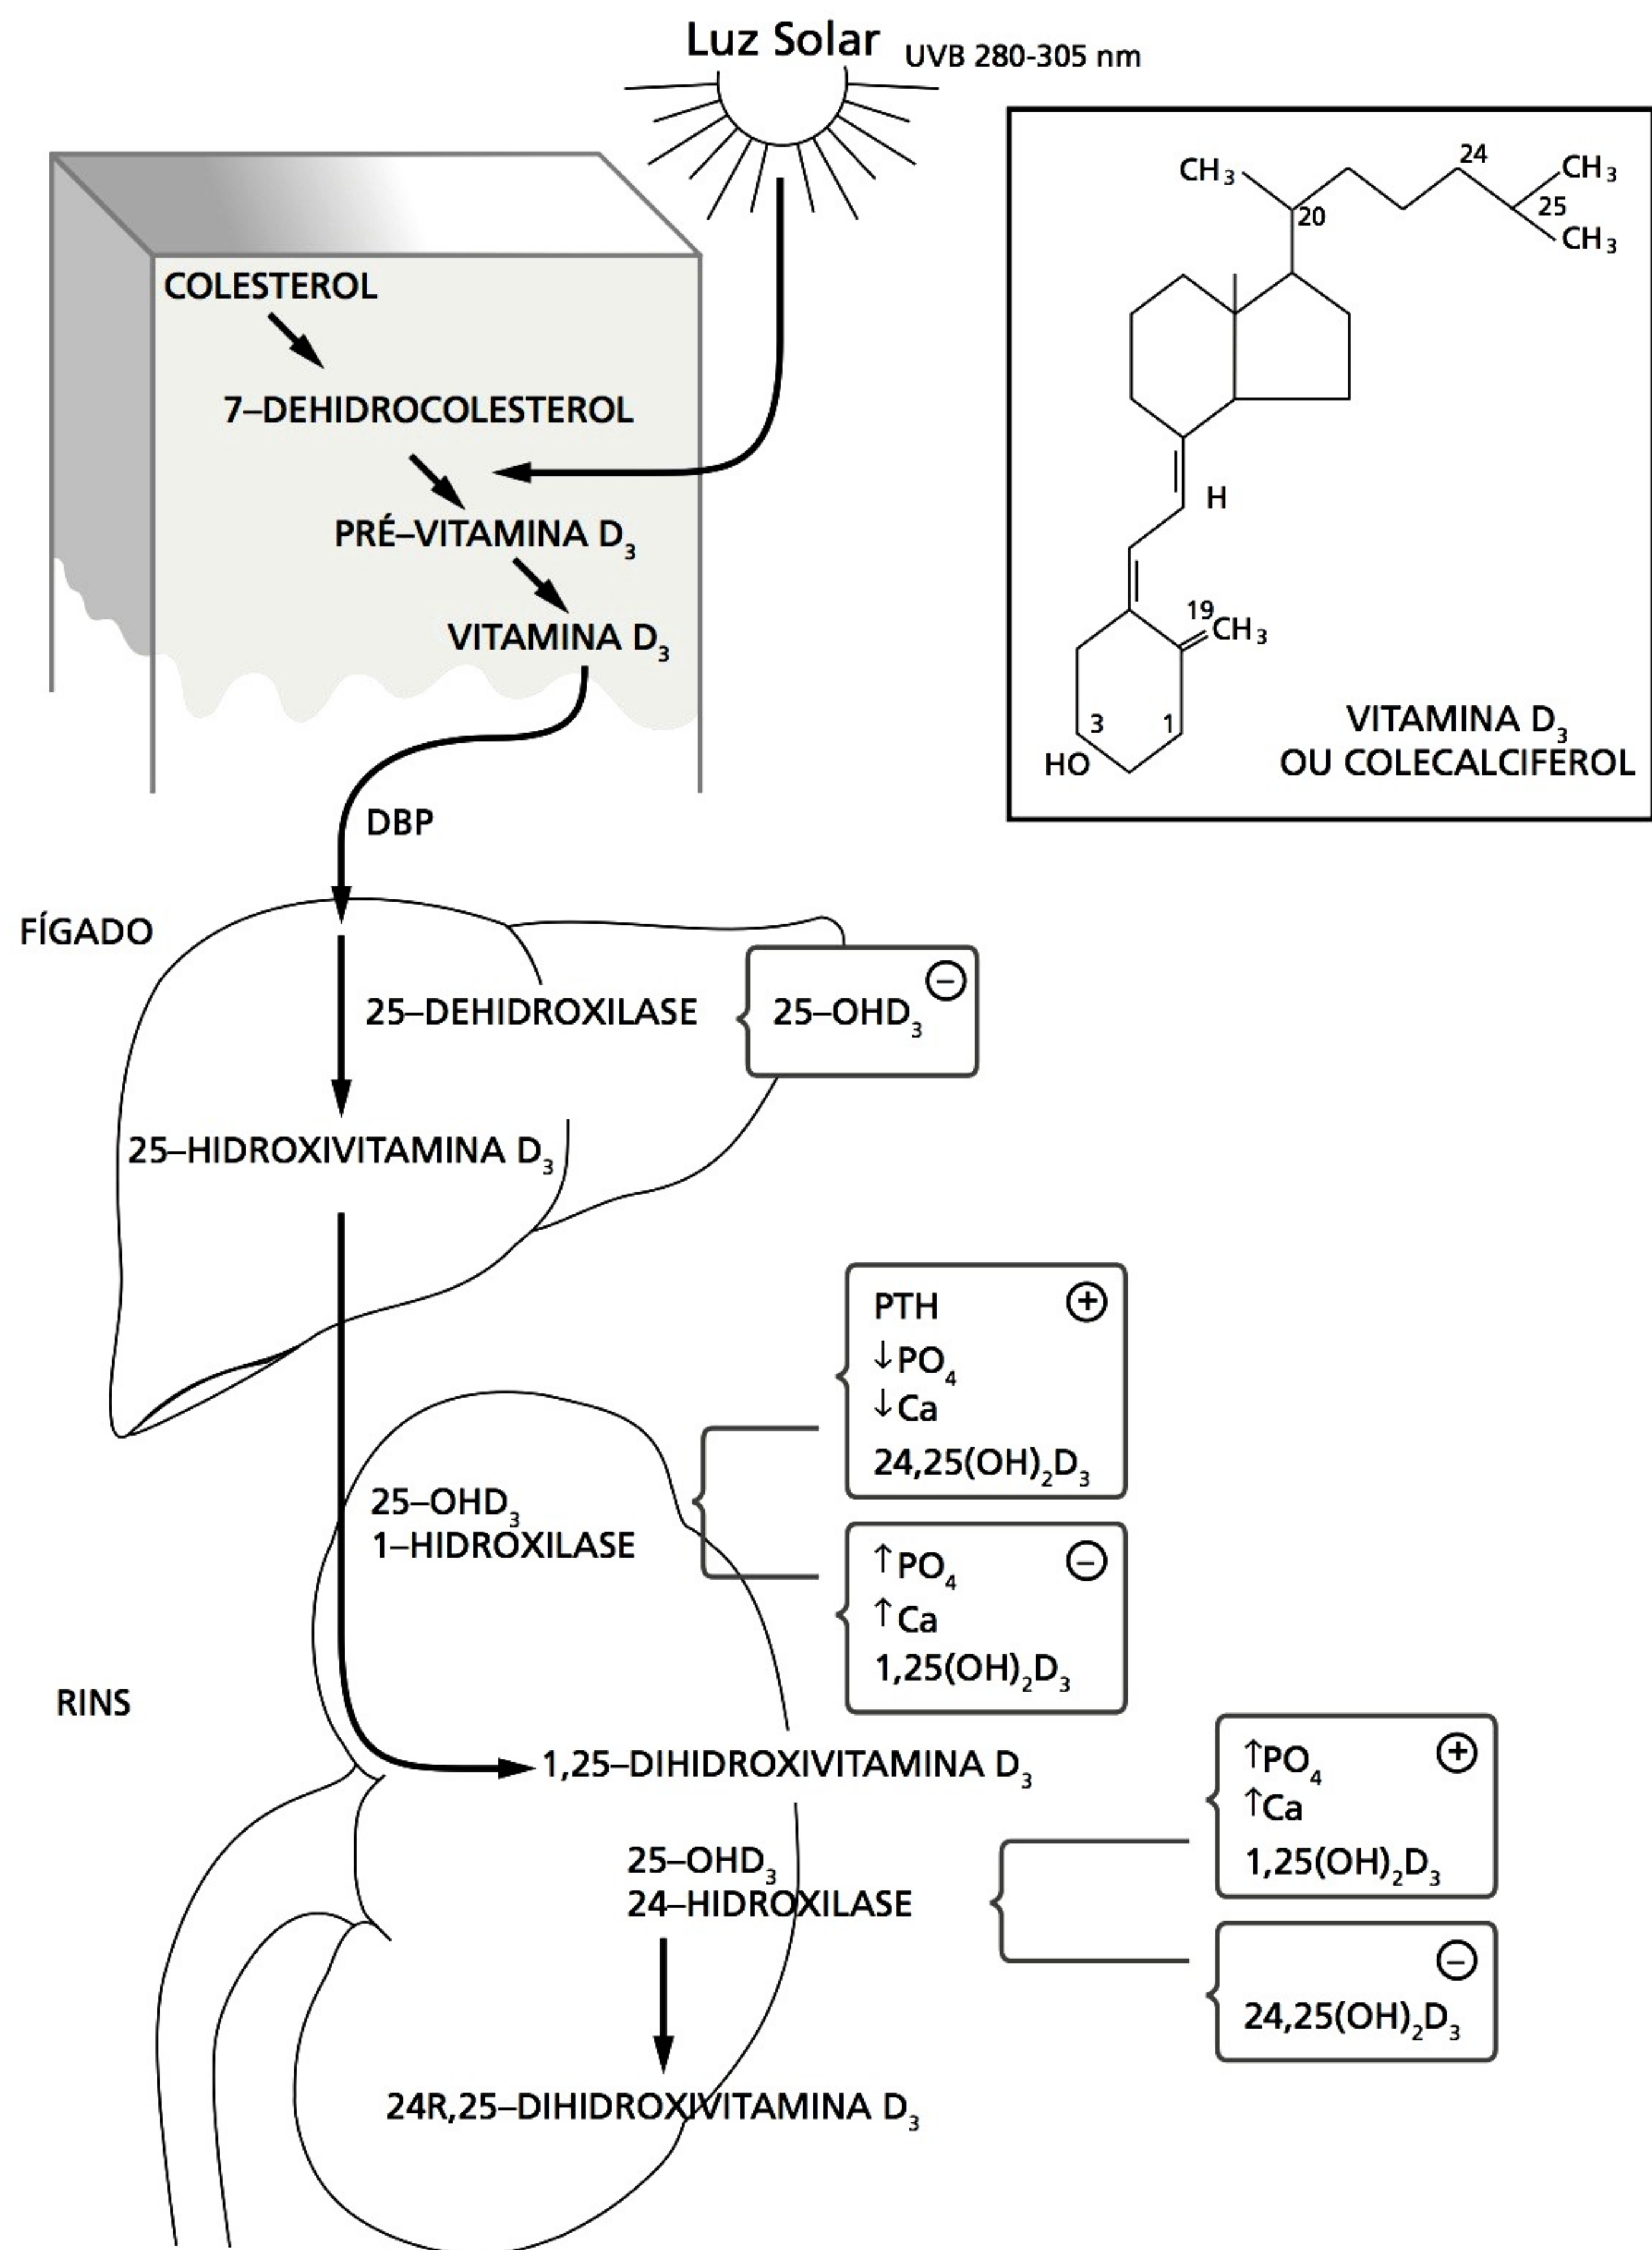 Luz Solar UVB 280-305 nm
COLESTEROL
7–DEHIDROCOLESTEROL
PRÉ–VITAMINA D₃
VITAMINA D₃
DBP
CH₃
20
24
CH₃
25
CH₃
H
19
CH₃
3
1
HO
VITAMINA D₃
OU COLECALCIFEROL
FÍGADO
25–DEHIDROXILASE
25–OHD₃
−
25–HIDROXIVITAMINA D₃
PTH
+
↓PO₄
↓Ca
24,25(OH)₂D₃
25–OHD₃
1–HIDROXILASE
↑PO₄
−
↑Ca
1,25(OH)₂D₃
RINS
1,25–DIHIDROXIVITAMINA D₃
↑PO₄
+
↑Ca
1,25(OH)₂D₃
25–OHD₃
24–HIDROXILASE
−
24,25(OH)₂D₃
24R,25–DIHIDROXIVITAMINA D₃